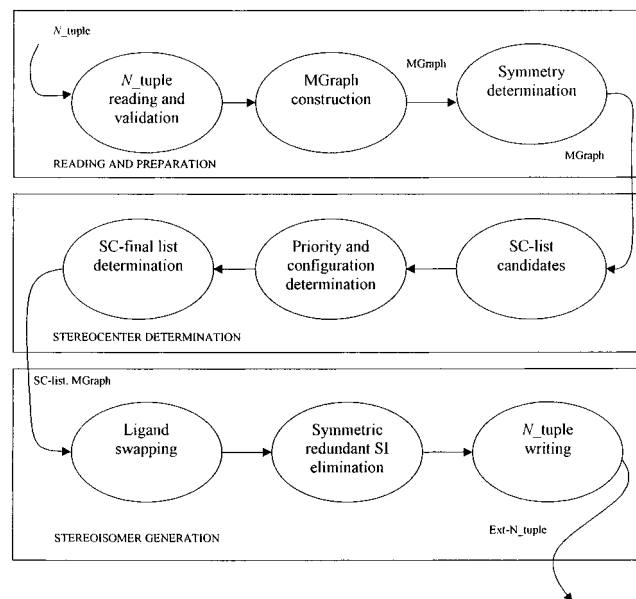 N_tuple
N_tuple
reading and
validation
MGraph
construction
MGraph
Symmetry
determination
MGraph
READING AND PREPARATION
SC-final list
determination
Priority and
configuration
determination
SC-list
candidates
STEREOCENTER DETERMINATION
SC-list, MGraph
Ligand
swapping
Symmetric
redundant SI
elimination
N_tuple
writing
Ext-N_tuple
STEREOISOMER GENERATION